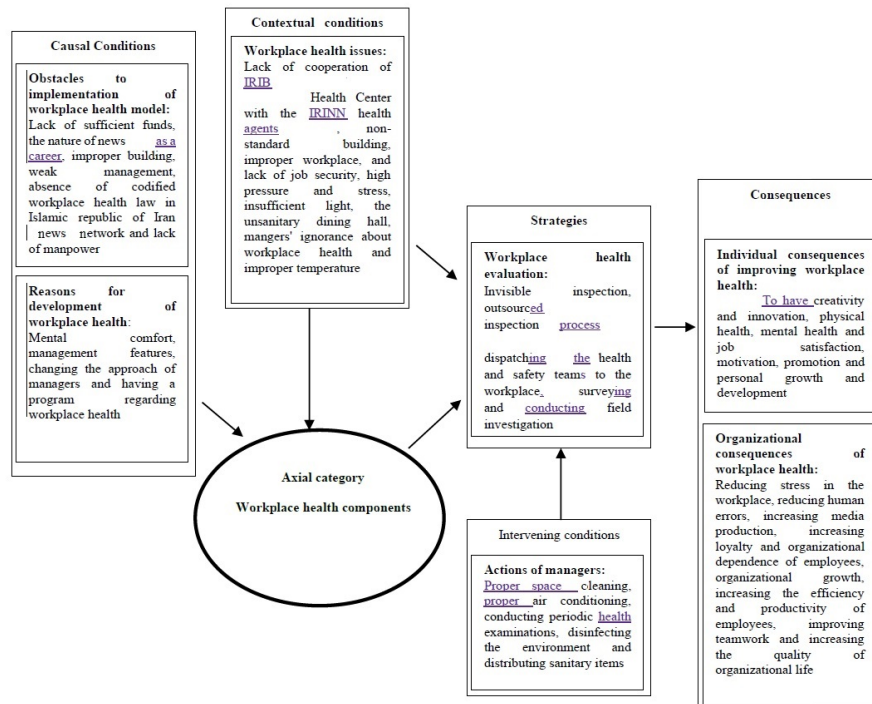 Causal Conditions
Obstacles to
implementation of
workplace health model:
Lack of sufficient funds,
the nature of news as a
career, improper building,
weak management,
absence of codified
workplace health law in
Islamic republic of Iran
news network and lack
of manpower
Reasons for
development of
workplace health:
Mental comfort,
management features,
changing the approach of
managers and having a
program regarding
workplace health
Contextual conditions
Workplace health issues:
Lack of cooperation of
IRIB
Health Center
with the IRINN health
agents , non-
standard building,
improper workplace, and
lack of job security, high
pressure and stress,
insufficient light, the
unsanitary dining hall,
mangers' ignorance about
workplace health and
improper temperature
Axial category
Workplace health components
Strategies
Workplace health
evaluation:
Invisible inspection,
outsourced
inspection process
dispatching the health
and safety teams to the
workplace, surveying
and conducting field
investigation
Intervening conditions
Actions of managers:
Proper space cleaning,
proper air conditioning,
conducting periodic health
examinations, disinfecting
the environment and
distributing sanitary items
Consequences
Individual consequences
of improving workplace
health:
To have creativity
and innovation, physical
health, mental health and
job satisfaction,
motivation, promotion and
personal growth and
development
Organizational
consequences of
workplace health:
Reducing stress in the
workplace, reducing human
errors, increasing media
production, increasing
loyalty and organizational
dependence of employees,
organizational growth,
increasing the efficiency
and productivity of
employees, improving
teamwork and increasing
the quality of
organizational life